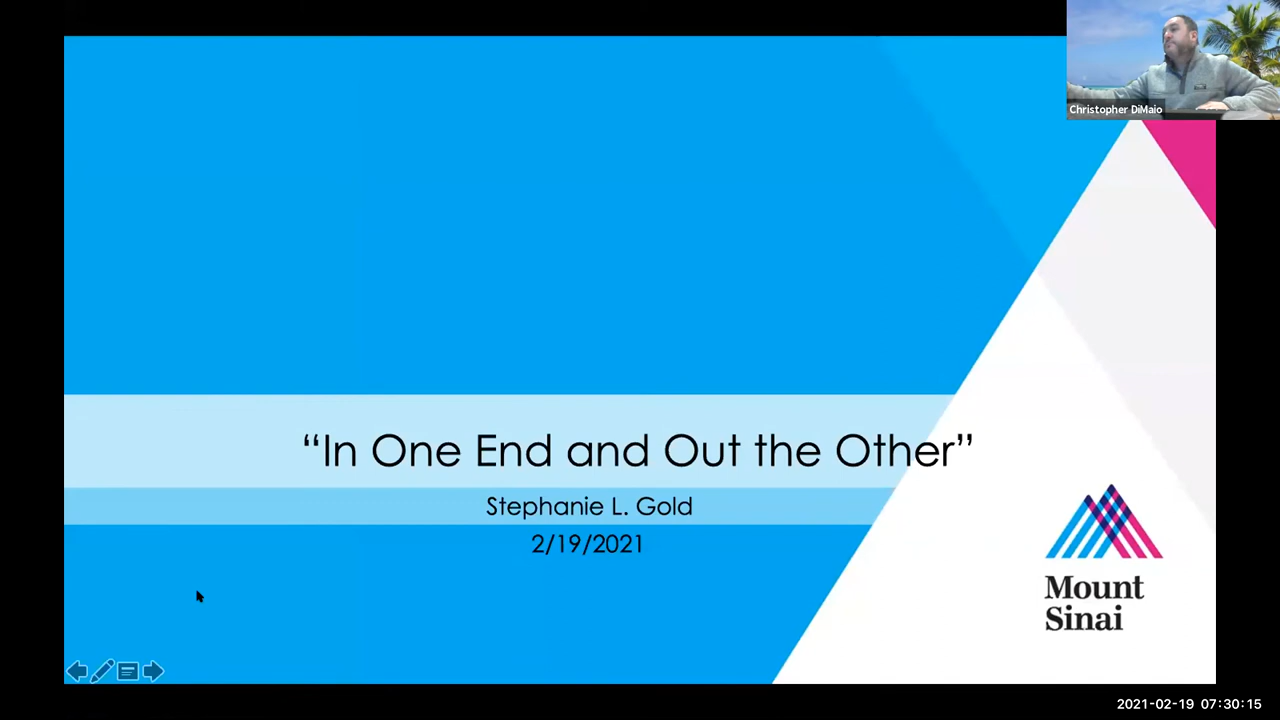 Christopher DiMaio
“In One End and Out the Other”
Stephanie L. Gold
2/19/2021
Mount
Sinai
2021-02-19 07:30:15